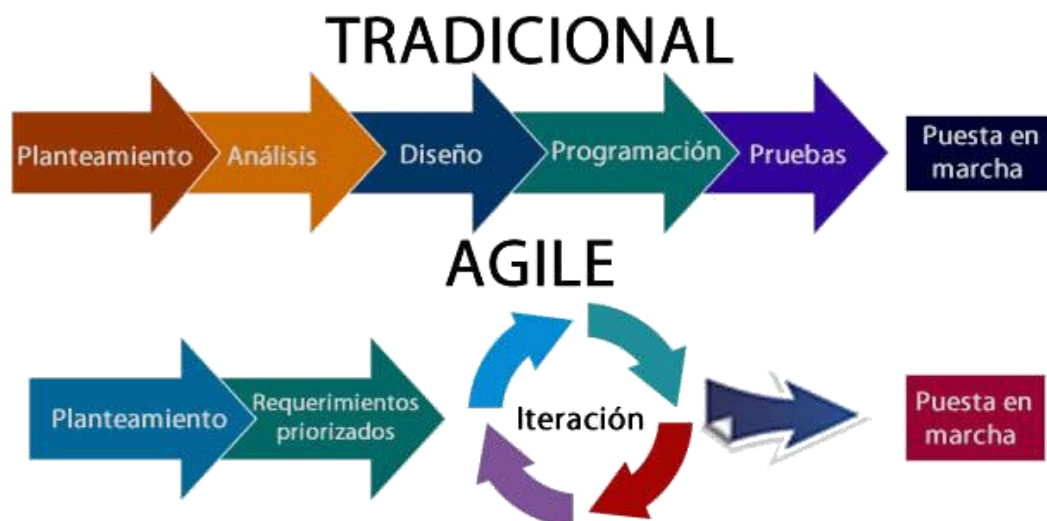 TRADICIONAL
Planteamiento
Análisis
Diseño
Programación
Pruebas
Puesta en
marcha
AGILE
Planteamiento
Requerimientos
priorizados
Iteración
Puesta en
marcha